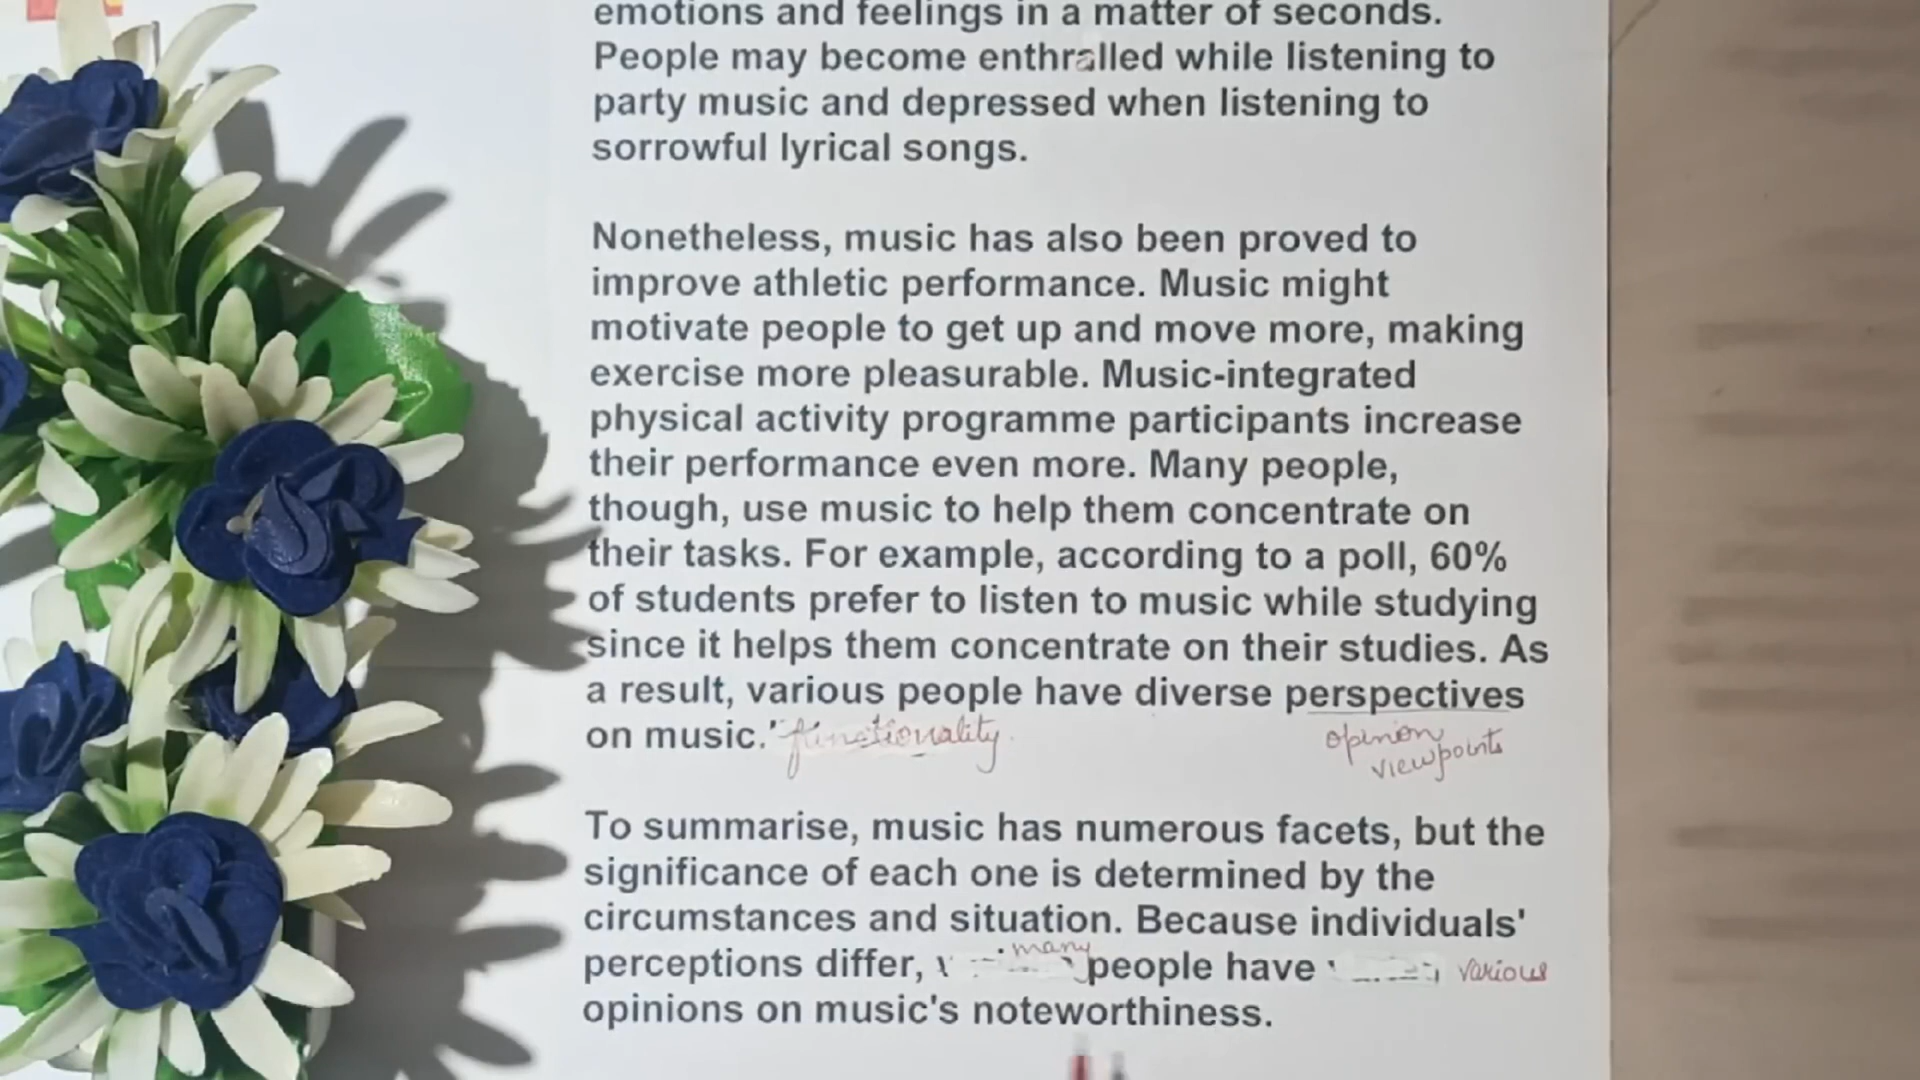 emotions and feelings in a matter of seconds.
People may become enthralled while listening to
party music and depressed when listening to
sorrowful lyrical songs.
Nonetheless, music has also been proved to
improve athletic performance. Music might
motivate people to get up and move more, making
exercise more pleasurable. Music-integrated
physical activity programme participants increase
their performance even more. Many people,
though, use music to help them concentrate on
their tasks. For example, according to a poll, 60%
of students prefer to listen to music while studying
since it helps them concentrate on their studies. As
a result, various people have diverse perspectives
on music. functionality.
opinion
viewpoints
To summarise, music has numerous facets, but the
significance of each one is determined by the
circumstances and situation. Because individuals'
perceptions differ, many people have various
opinions on music's noteworthiness.